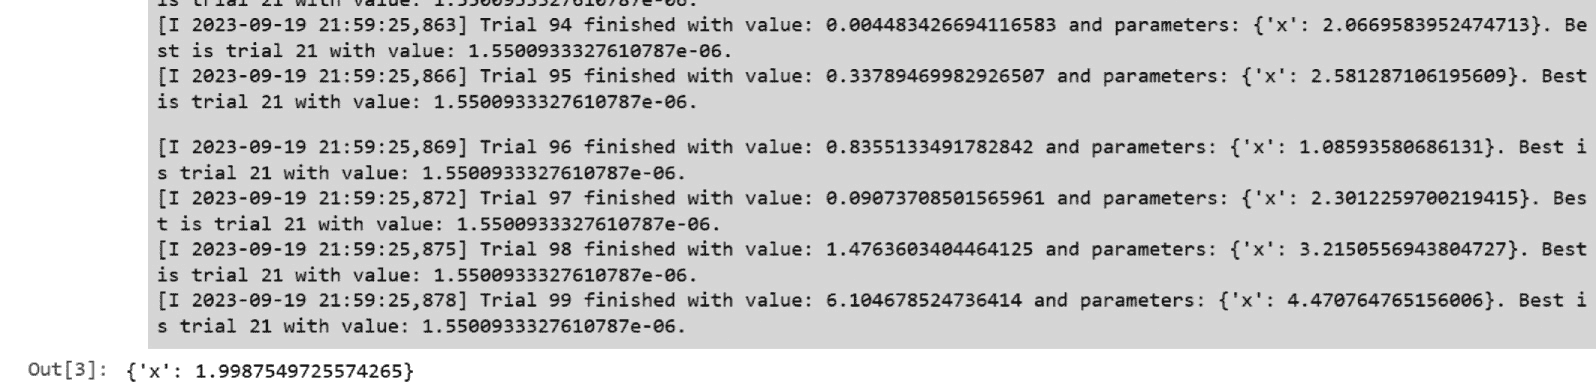 is trial 21 with value: 1.5500933327610787e-06.
[I 2023-09-19 21:59:25,863] Trial 94 finished with value: 0.004483426694116583 and parameters: {'x': 2.0669583952474713}. Be
st is trial 21 with value: 1.5500933327610787e-06.
[I 2023-09-19 21:59:25,866] Trial 95 finished with value: 0.33789469982926507 and parameters: {'x': 2.581287106195609}. Best
is trial 21 with value: 1.5500933327610787e-06.
[I 2023-09-19 21:59:25,869] Trial 96 finished with value: 0.8355133491782842 and parameters: {'x': 1.08593580686131}. Best i
s trial 21 with value: 1.5500933327610787e-06.
[I 2023-09-19 21:59:25,872] Trial 97 finished with value: 0.09073708501565961 and parameters: {'x': 2.3012259700219415}. Bes
t is trial 21 with value: 1.5500933327610787e-06.
[I 2023-09-19 21:59:25,875] Trial 98 finished with value: 1.4763603404464125 and parameters: {'x': 3.2150556943804727}. Best
is trial 21 with value: 1.5500933327610787e-06.
[I 2023-09-19 21:59:25,878] Trial 99 finished with value: 6.104678524736414 and parameters: {'x': 4.470764765156006}. Best i
s trial 21 with value: 1.5500933327610787e-06.
Out[3]: {'x': 1.9987549725574265}